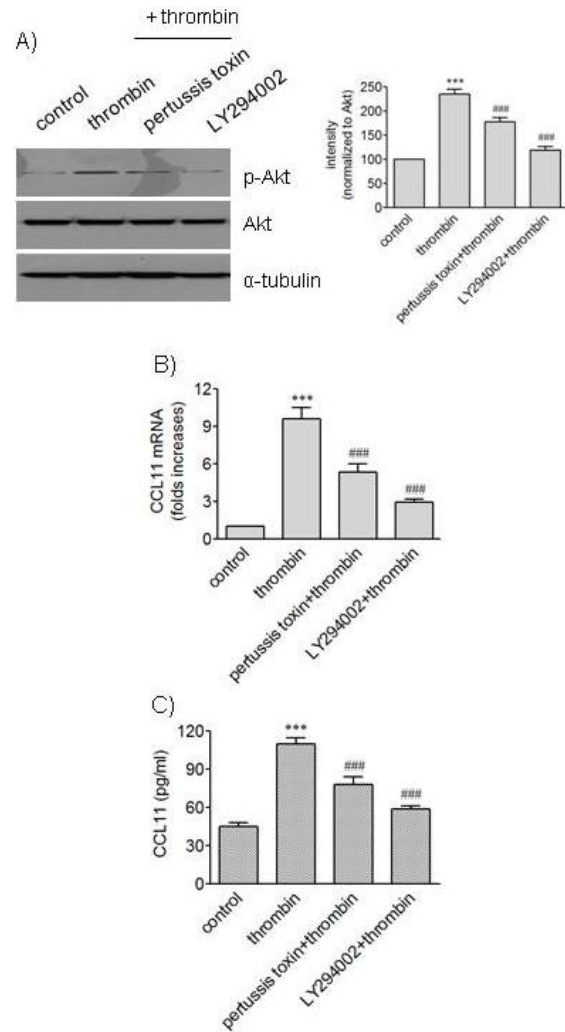 A)
+ thrombin
control
thrombin
pertussis toxin
LY294002
p-Akt
Akt
α-tubulin
intensity
(normalized to Akt)
250
200
150
100
50
***
###
###
control
thrombin
pertussis toxin+thrombin
LY294002+thrombin
B)
CCL11 mRNA
(folds increases)
12
9
6
3
0
***
###
###
control
thrombin
pertussis toxin+thrombin
LY294002+thrombin
C)
CCL11 (pg/ml)
120
90
60
30
0
***
###
###
control
thrombin
pertussis toxin+thrombin
LY294002+thrombin